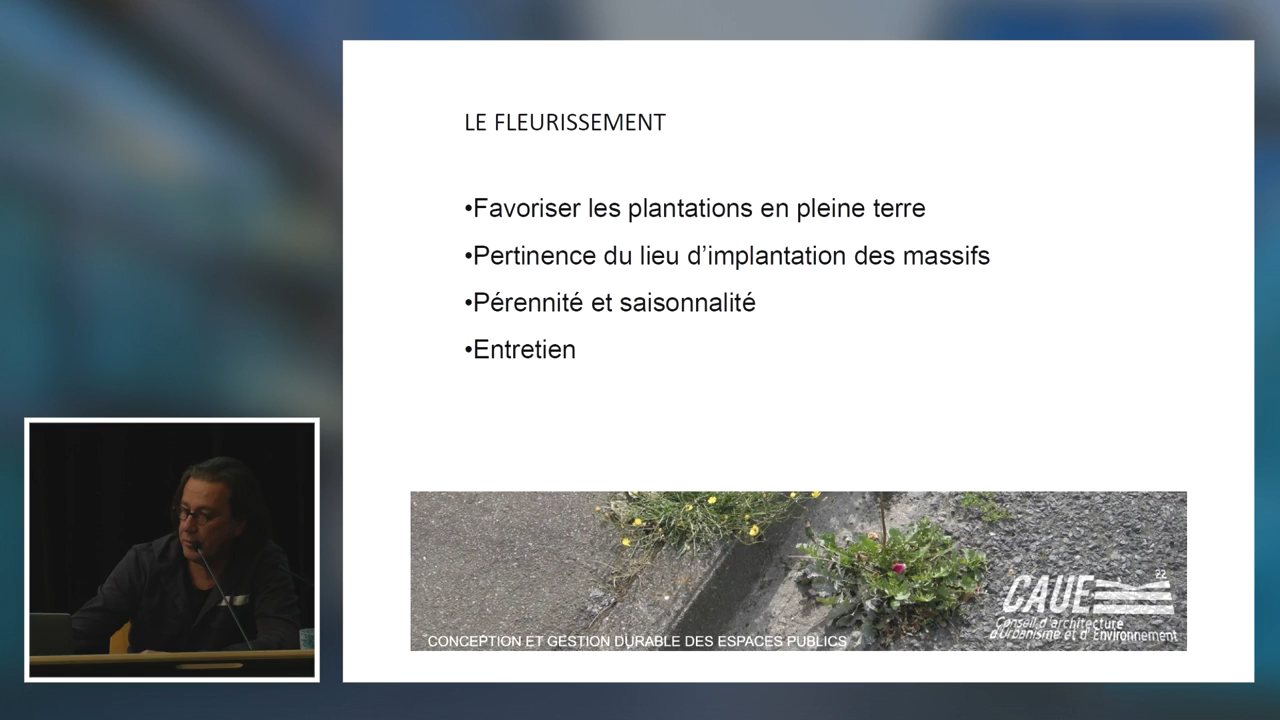 LE FLEURISSEMENT
•Favoriser les plantations en pleine terre
•Pertinence du lieu d’implantation des massifs
•Pérennité et saisonnalité
•Entretien
CONCEPTION ET GESTION DURABLE DES ESPACES PUBLICS
CAUE 22
Conseil d'architecture
d'Urbanisme et d'Environnement